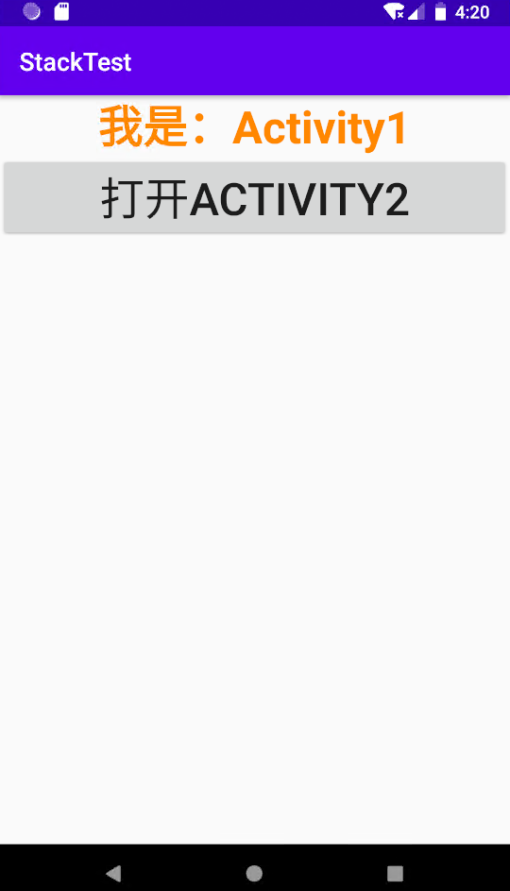 4:20
StackTest
我是：Activity1
打开ACTIVITY2